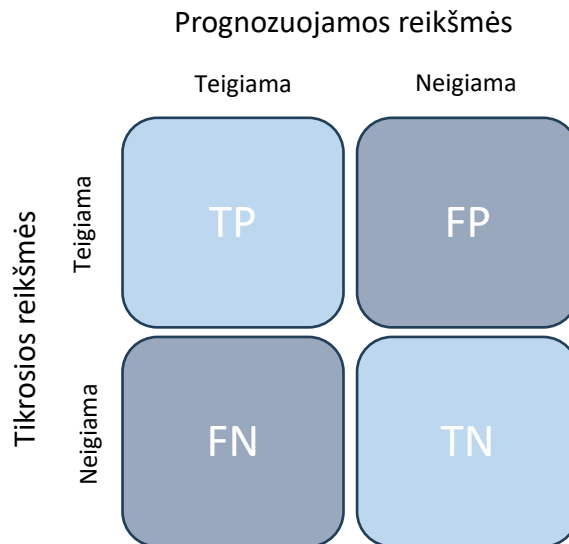 Prognozuojamos reikšmės
Teigiama Neigiama
Tikrosios reikšmės
Teigiama
TP FP
Neigiama
FN TN